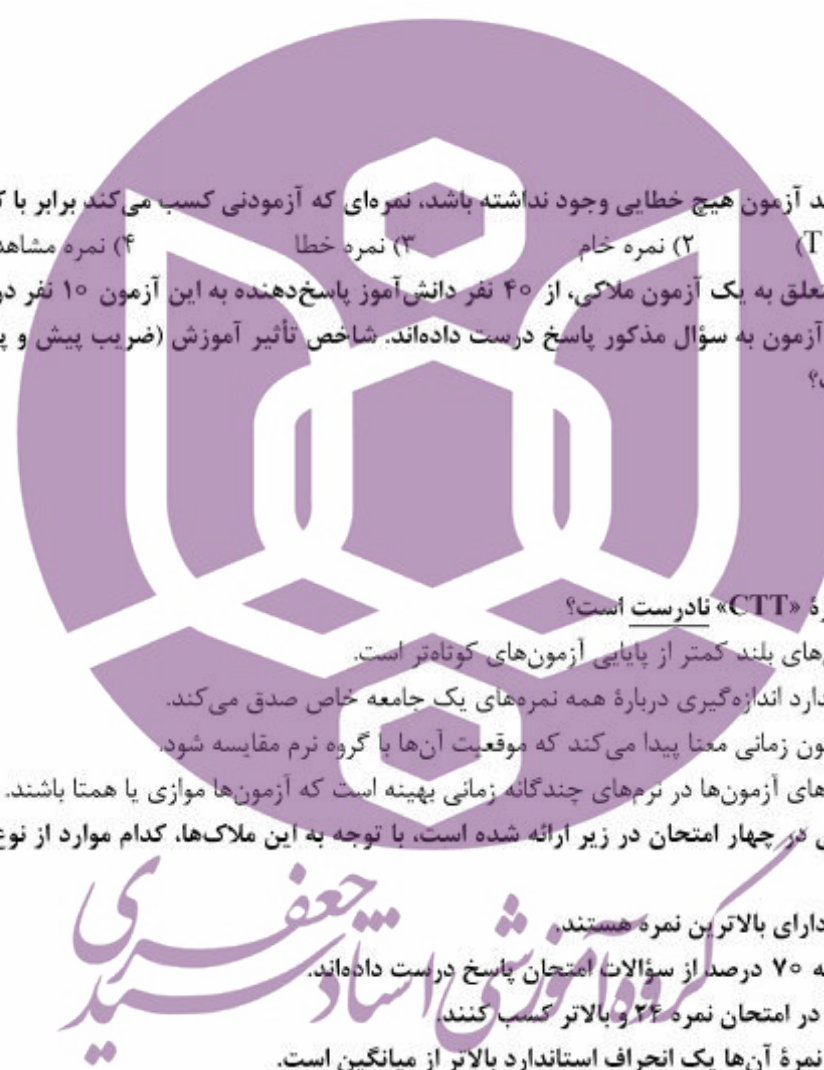 د آزمون هیچ خطایی وجود نداشته باشد، نمره‌ای که آزمودنی کسب می‌کند برابر با ک
T) ۲) نمره خام ۳) نمره خطا ۴) نمره مشاهد
تعلق به یک آزمون ملاکی، از ۴۰ نفر دانش‌آموز پاسخ‌دهنده به این آزمون ۱۰ نفر در
آزمون به سؤال مذکور پاسخ درست داده‌اند. شاخص تأثیر آموزش (ضریب پیش و پ
ت؟
رهٔ «CTT» نادرست است؟
‌های بلند کمتر از پایایی آزمون‌های کوتاه‌تر است.
دارد اندازه‌گیری دربارهٔ همه نمره‌های یک جامعه خاص صدق می‌کند.
ون زمانی معنا پیدا می‌کند که موقعیت آن‌ها با گروه نرم مقایسه شود.
‌های آزمون‌ها در نرم‌های چندگانه زمانی بهینه است که آزمون‌ها موازی یا همتا باشند.
ی در چهار امتحان در زیر ارائه شده است، با توجه به این ملاک‌ها، کدام موارد از نوع
دارای بالاترین نمره هستند.
ه ۷۰ درصد از سؤالات امتحان پاسخ درست داده‌اند.
در امتحان نمره ۲۴ و بالاتر کسب کنند.
نمرهٔ آن‌ها یک انحراف استاندارد بالاتر از میانگین است.
گروه آموزشی استاد سید جعفری